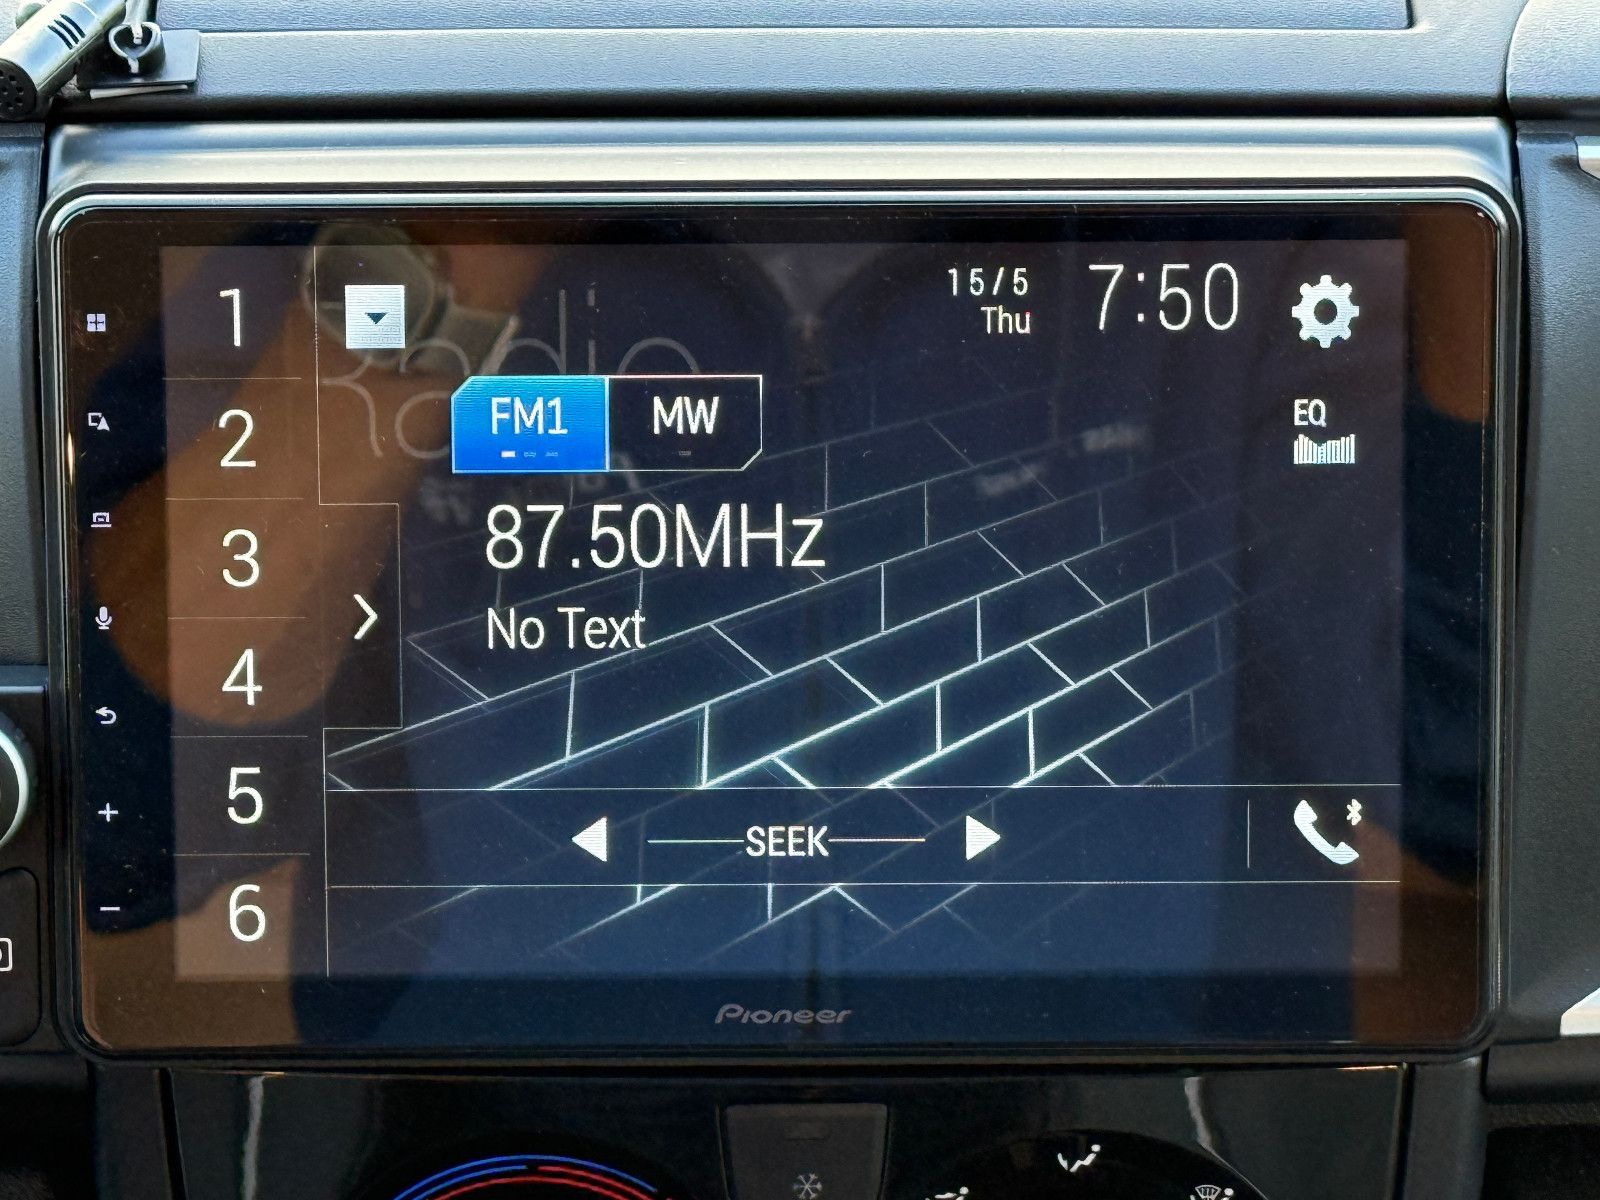 1
2
3
4
5
6
Radio
15/5
Thu
7:50
FM1
MW
EQ
87.50MHz
No Text
SEEK
Pioneer